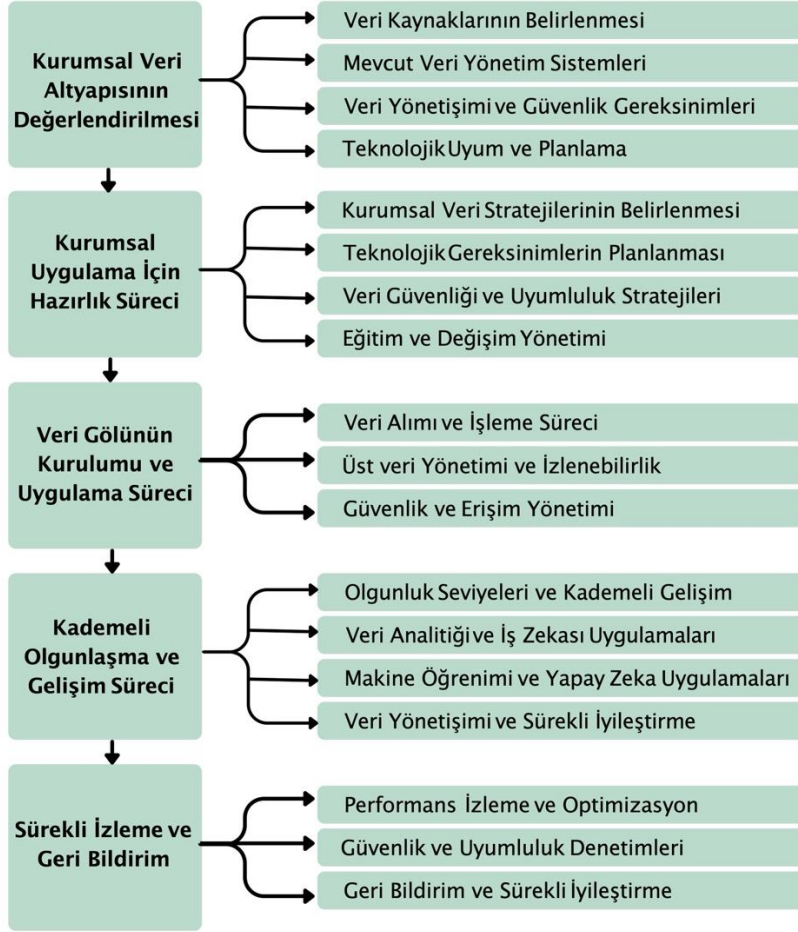 Kurumsal Veri
Altyapısının
Değerlendirilmesi
Veri Kaynaklarının Belirlenmesi
Mevcut Veri Yönetim Sistemleri
Veri Yönetişimi ve Güvenlik Gereksinimleri
Teknolojik Uyum ve Planlama
Kurumsal
Uygulama İçin
Hazırlık Süreci
Kurumsal Veri Stratejilerinin Belirlenmesi
Teknolojik Gereksinimlerin Planlanması
Veri Güvenliği ve Uyumluluk Stratejileri
Eğitim ve Değişim Yönetimi
Veri Gölünün
Kurulumu ve
Uygulama Süreci
Veri Alımı ve İşleme Süreci
Üst veri Yönetimi ve İzlenebilirlik
Güvenlik ve Erişim Yönetimi
Kademeli
Olgunlaşma ve
Gelişim Süreci
Olgunluk Seviyeleri ve Kademeli Gelişim
Veri Analitiği ve İş Zekası Uygulamaları
Makine Öğrenimi ve Yapay Zeka Uygulamaları
Veri Yönetişimi ve Sürekli İyileştirme
Sürekli İzleme ve
Geri Bildirim
Performans İzleme ve Optimizasyon
Güvenlik ve Uyumluluk Denetimleri
Geri Bildirim ve Sürekli İyileştirme